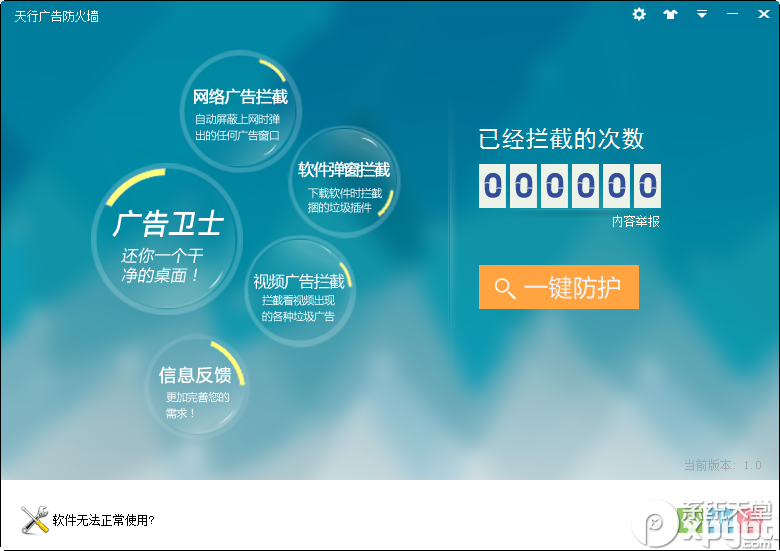 天行广告防火墙
网络广告拦截
自动屏蔽上网时弹
出的任何广告窗口
软件弹窗拦截
下载软件时拦截
捆的垃圾插件
广告卫士
还你一个干
净的桌面！
视频广告拦截
拦截看视频出现
的各种垃圾广告
信息反馈
更加完善您的
需求！
已经拦截的次数
000000
内容举报
一键防护
当前版本：1.0
软件无法正常使用?
系统天堂
xpgod.com